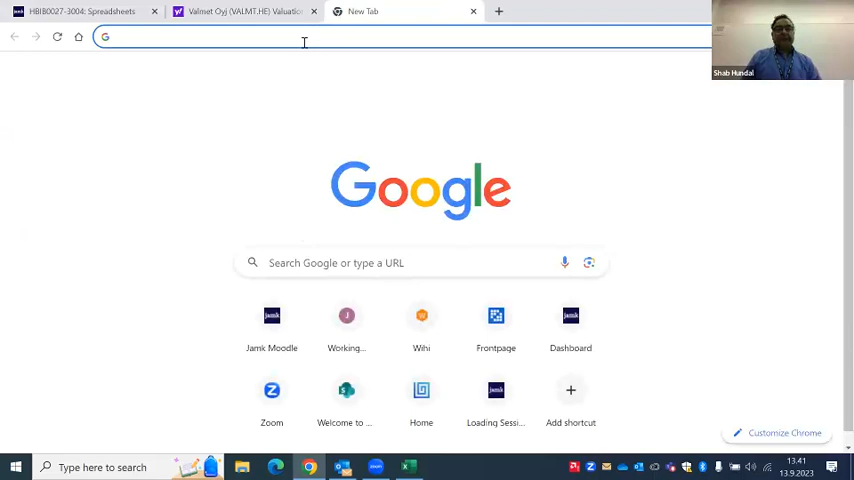 HBIB0027-3004: Spreadsheets
Valmet Oyj (VALMT.HE) Valuation
New Tab
Shab Hundal
Google
Search Google or type a URL
Jamk Moodle
Working...
Wihi
Frontpage
Dashboard
Zoom
Welcome to ...
Home
Loading Sessi...
Add shortcut
Customize Chrome
Type here to search
13.41
13.9.2023